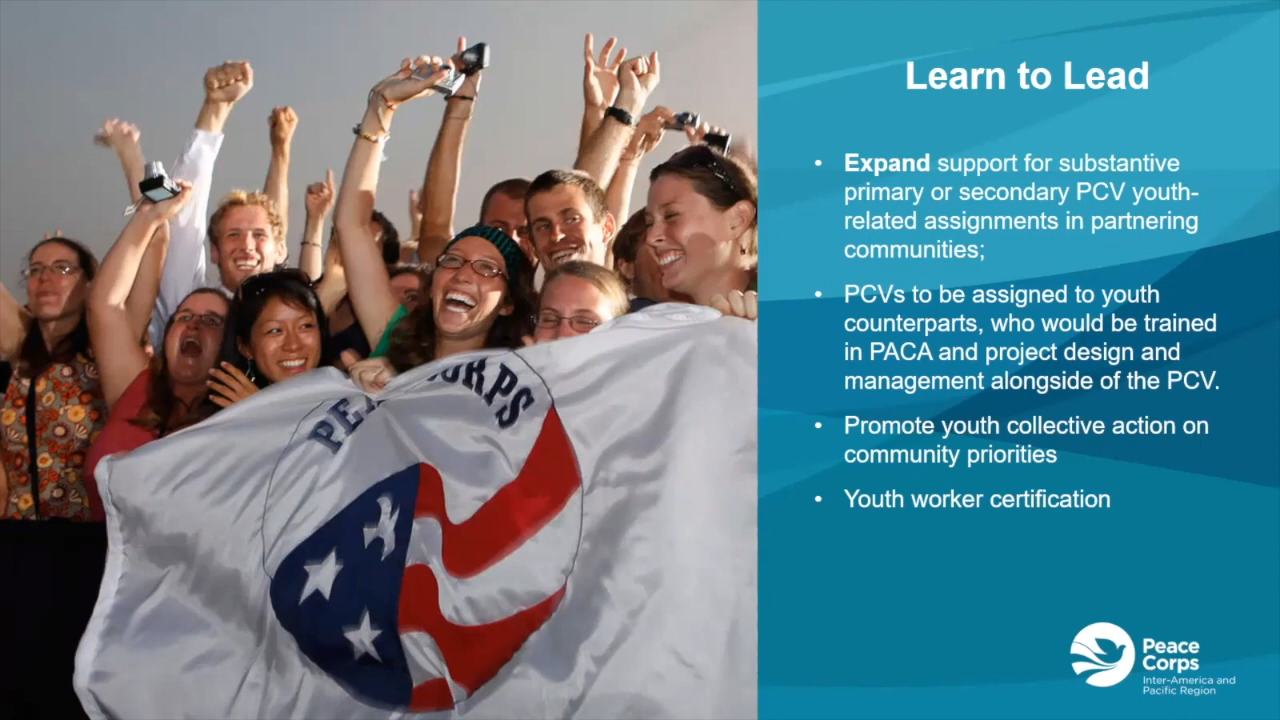 Learn to Lead
• Expand support for substantive
primary or secondary PCV youth-
related assignments in partnering
communities;
• PCVs to be assigned to youth
counterparts, who would be trained
in PACA and project design and
management alongside of the PCV.
• Promote youth collective action on
community priorities
• Youth worker certification
Peace
Corps
Inter-America and
Pacific Region